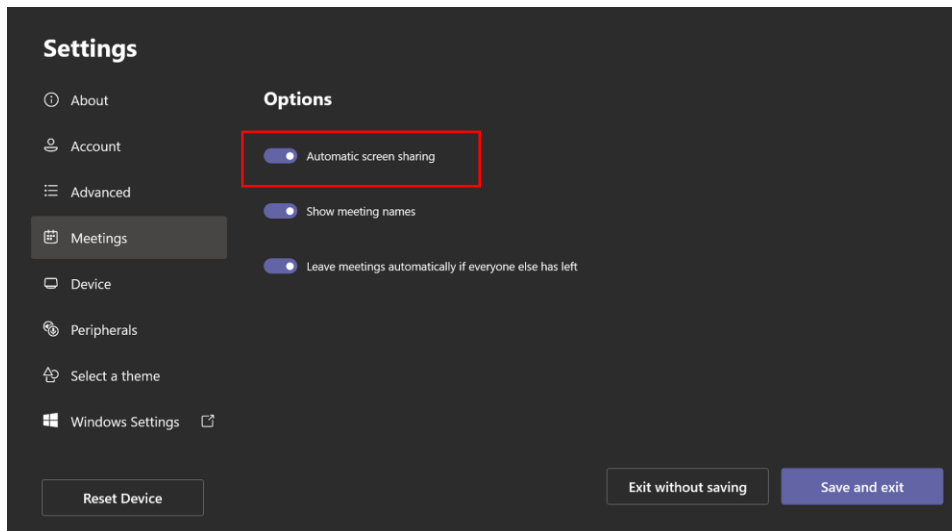 Settings
About
Account
Advanced
Meetings
Device
Peripherals
Select a theme
Windows Settings
Reset Device
Options
Automatic screen sharing
Show meeting names
Leave meetings automatically if everyone else has left
Exit without saving
Save and exit